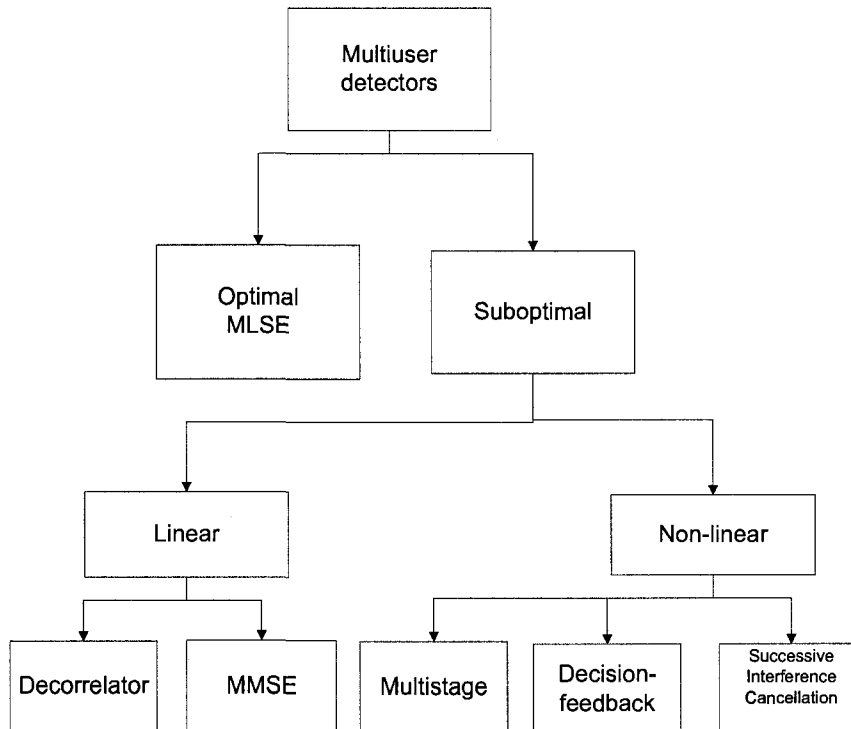 Multiuser
detectors
Optimal
MLSE
Suboptimal
Linear
Non-linear
Decorrelator
MMSE
Multistage
Decision-
feedback
Successive
Interference
Cancellation